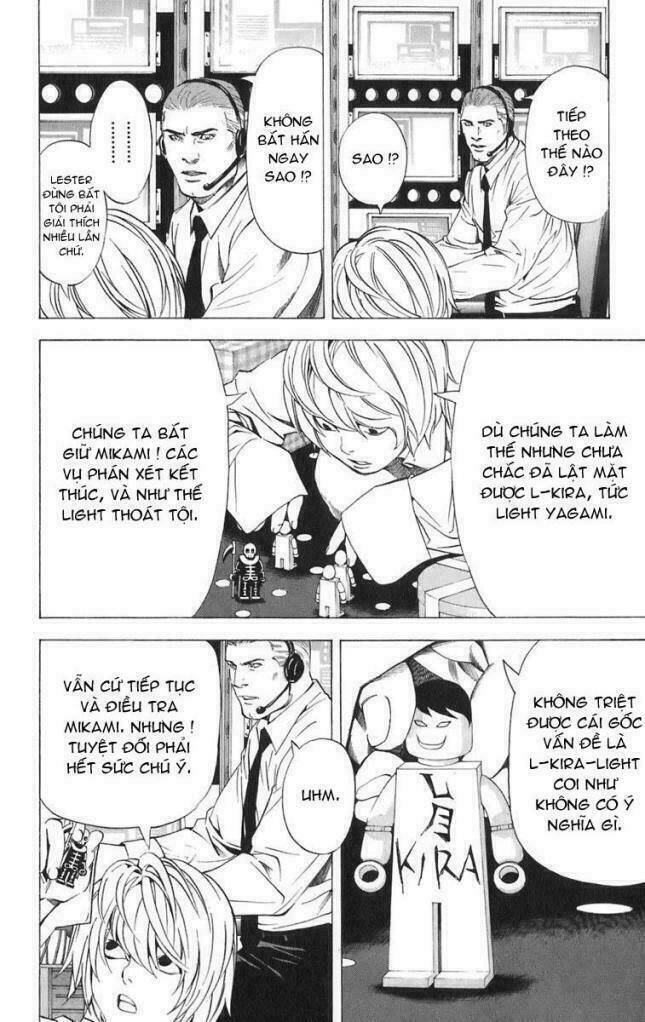 TIẾP
THEO
THẾ NÀO
ĐÂY !?
SAO !?
KHÔNG
BẮT HẮN
NGAY
SAO !?
LESTER
ĐỪNG BẮT
TÔI PHẢI
GIẢI THÍCH
NHIỀU LẦN
CHỨ.
DÙ CHÚNG TA LÀM
THẾ NHƯNG CHƯA
CHẮC ĐÃ LẬT MẶT
ĐƯỢC L-KIRA, TỨC
LIGHT YAGAMI.
CHÚNG TA BẮT
GIỮ MIKAMI ! CÁC
VỤ PHÁN XÉT KẾT
THÚC, VÀ NHƯ THẾ
LIGHT THOÁT TỘI.
KHÔNG TRIỆT
ĐƯỢC CÁI GỐC
VẤN ĐỀ LÀ
L-KIRA-LIGHT
COI NHƯ
KHÔNG CÓ Ý
NGHĨA GÌ.
L
月
KIRA
UHM.
VẪN CỨ TIẾP TỤC
VÀ ĐIỀU TRA
MIKAMI. NHƯNG !
TUYỆT ĐỐI PHẢI
HẾT SỨC CHÚ Ý.